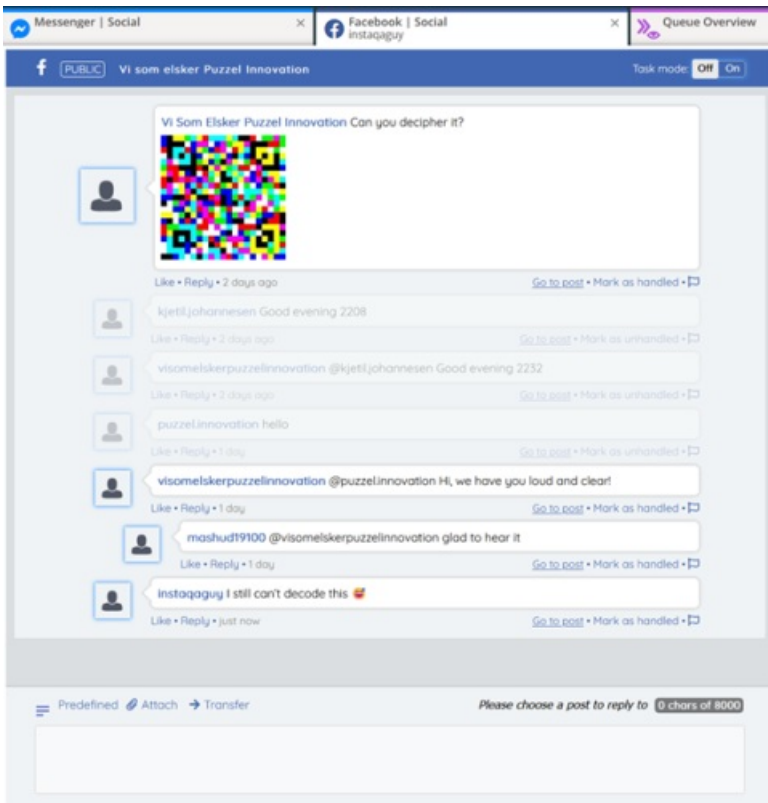 Messenger | Social ×
Facebook | Social ×
instaqaguy
Queue Overview
f PUBLIC Vi som elsker Puzzel Innovation Task mode: Off On
Vi Som Elsker Puzzel Innovation Can you decipher it?
Like • Reply • 2 days ago Go to post • Mark as handled •
kjetil.johannesen Good evening 2208
Like • Reply • 2 days ago Go to post • Mark as unhandled •
visomelskerpuzzelinnovation @kjetil.johannesen Good evening 2232
Like • Reply • 2 days ago Go to post • Mark as unhandled •
puzzel.innovation hello
Like • Reply • 1 day Go to post • Mark as unhandled •
visomelskerpuzzelinnovation @puzzel.innovation Hi, we have you loud and clear!
Like • Reply • 1 day Go to post • Mark as handled •
mashud19100 @visomelskerpuzzelinnovation glad to hear it
Like • Reply • 1 day Go to post • Mark as handled •
instaqaguy I still can't decode this 😅
Like • Reply • just now Go to post • Mark as handled •
Predefined Attach Transfer Please choose a post to reply to 0 chars of 8000